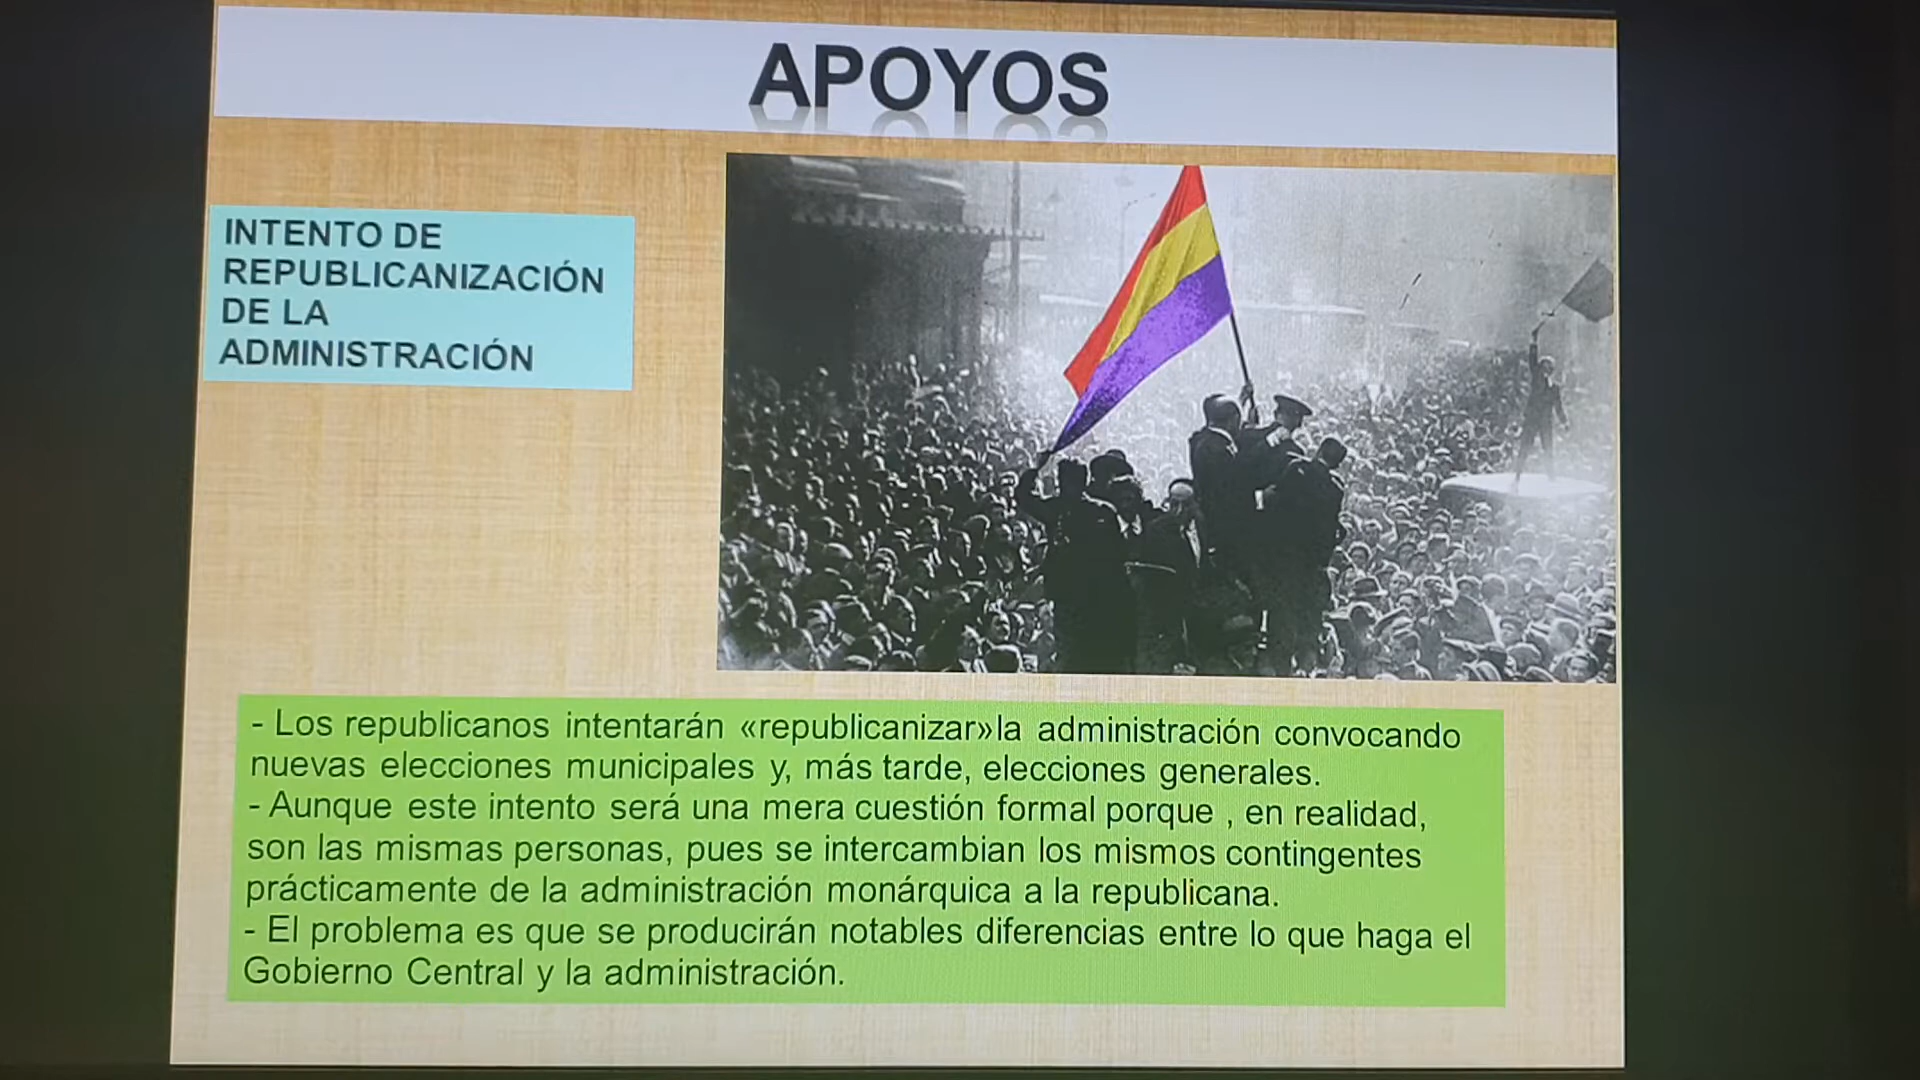 APOYOS
INTENTO DE
REPUBLICANIZACIÓN
DE LA
ADMINISTRACIÓN
- Los republicanos intentarán «republicanizar»la administración convocando
nuevas elecciones municipales y, más tarde, elecciones generales.
- Aunque este intento será una mera cuestión formal porque , en realidad,
son las mismas personas, pues se intercambian los mismos contingentes
prácticamente de la administración monárquica a la republicana.
- El problema es que se producirán notables diferencias entre lo que haga el
Gobierno Central y la administración.